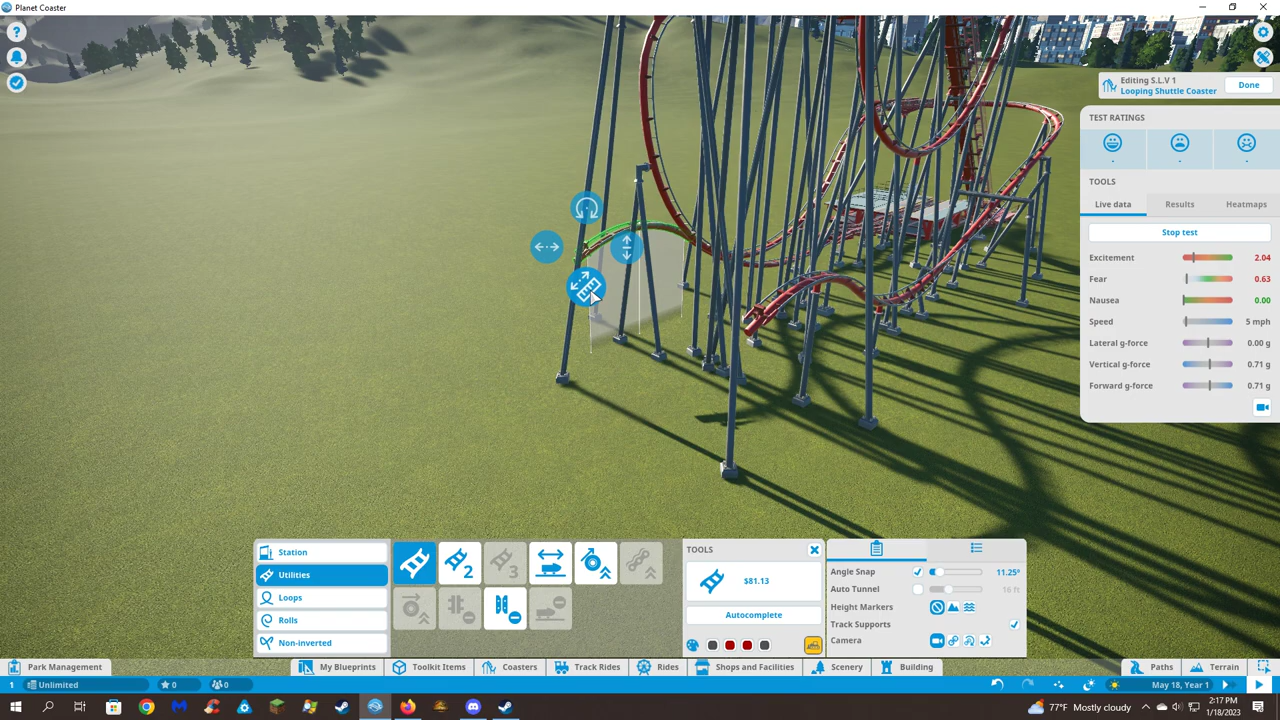 Planet Coaster
Editing S.L.V 1
Looping Shuttle Coaster
Done
TEST RATINGS
- - -
TOOLS
Live data Results Heatmaps
Stop test
Excitement 2.04
Fear 0.63
Nausea 0.00
Speed 5 mph
Lateral g-force 0.00 g
Vertical g-force 0.71 g
Forward g-force 0.71 g
Station
Utilities
Loops
Rolls
Non-inverted
2
3
TOOLS
$81.13
Autocomplete
Angle Snap 11.25°
Auto Tunnel 16 ft
Height Markers
Track Supports
Camera
Park Management My Blueprints Toolkit Items Coasters Track Rides Rides Shops and Facilities Scenery Building Paths Terrain
1 Unlimited 0 0 May 18, Year 1
77°F Mostly cloudy
2:17 PM
1/18/2023